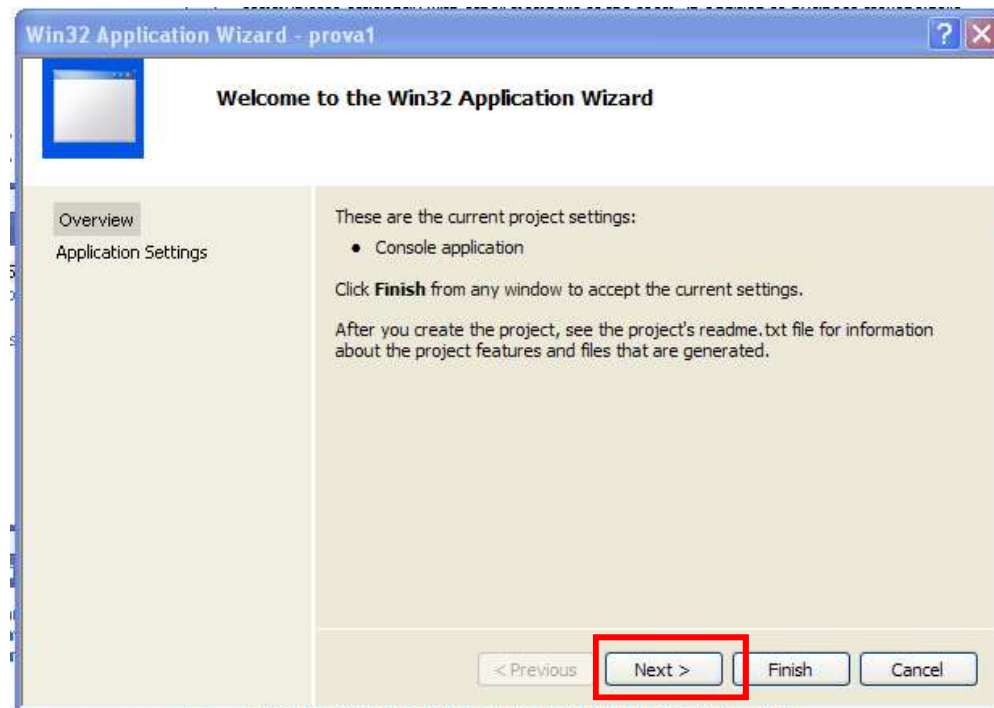 Win32 Application Wizard - prova1
Welcome to the Win32 Application Wizard
Overview
Application Settings
These are the current project settings:
• Console application
Click Finish from any window to accept the current settings.
After you create the project, see the project's readme.txt file for information
about the project features and files that are generated.
< Previous
Next >
Finish
Cancel